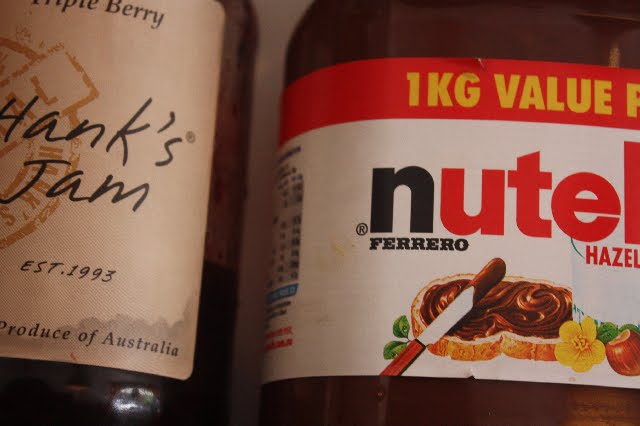 Triple Berry
Hank's®
Jam
EST.1993
Produce of Australia
1KG VALUE P
nutel
®
FERRERO
HAZEL